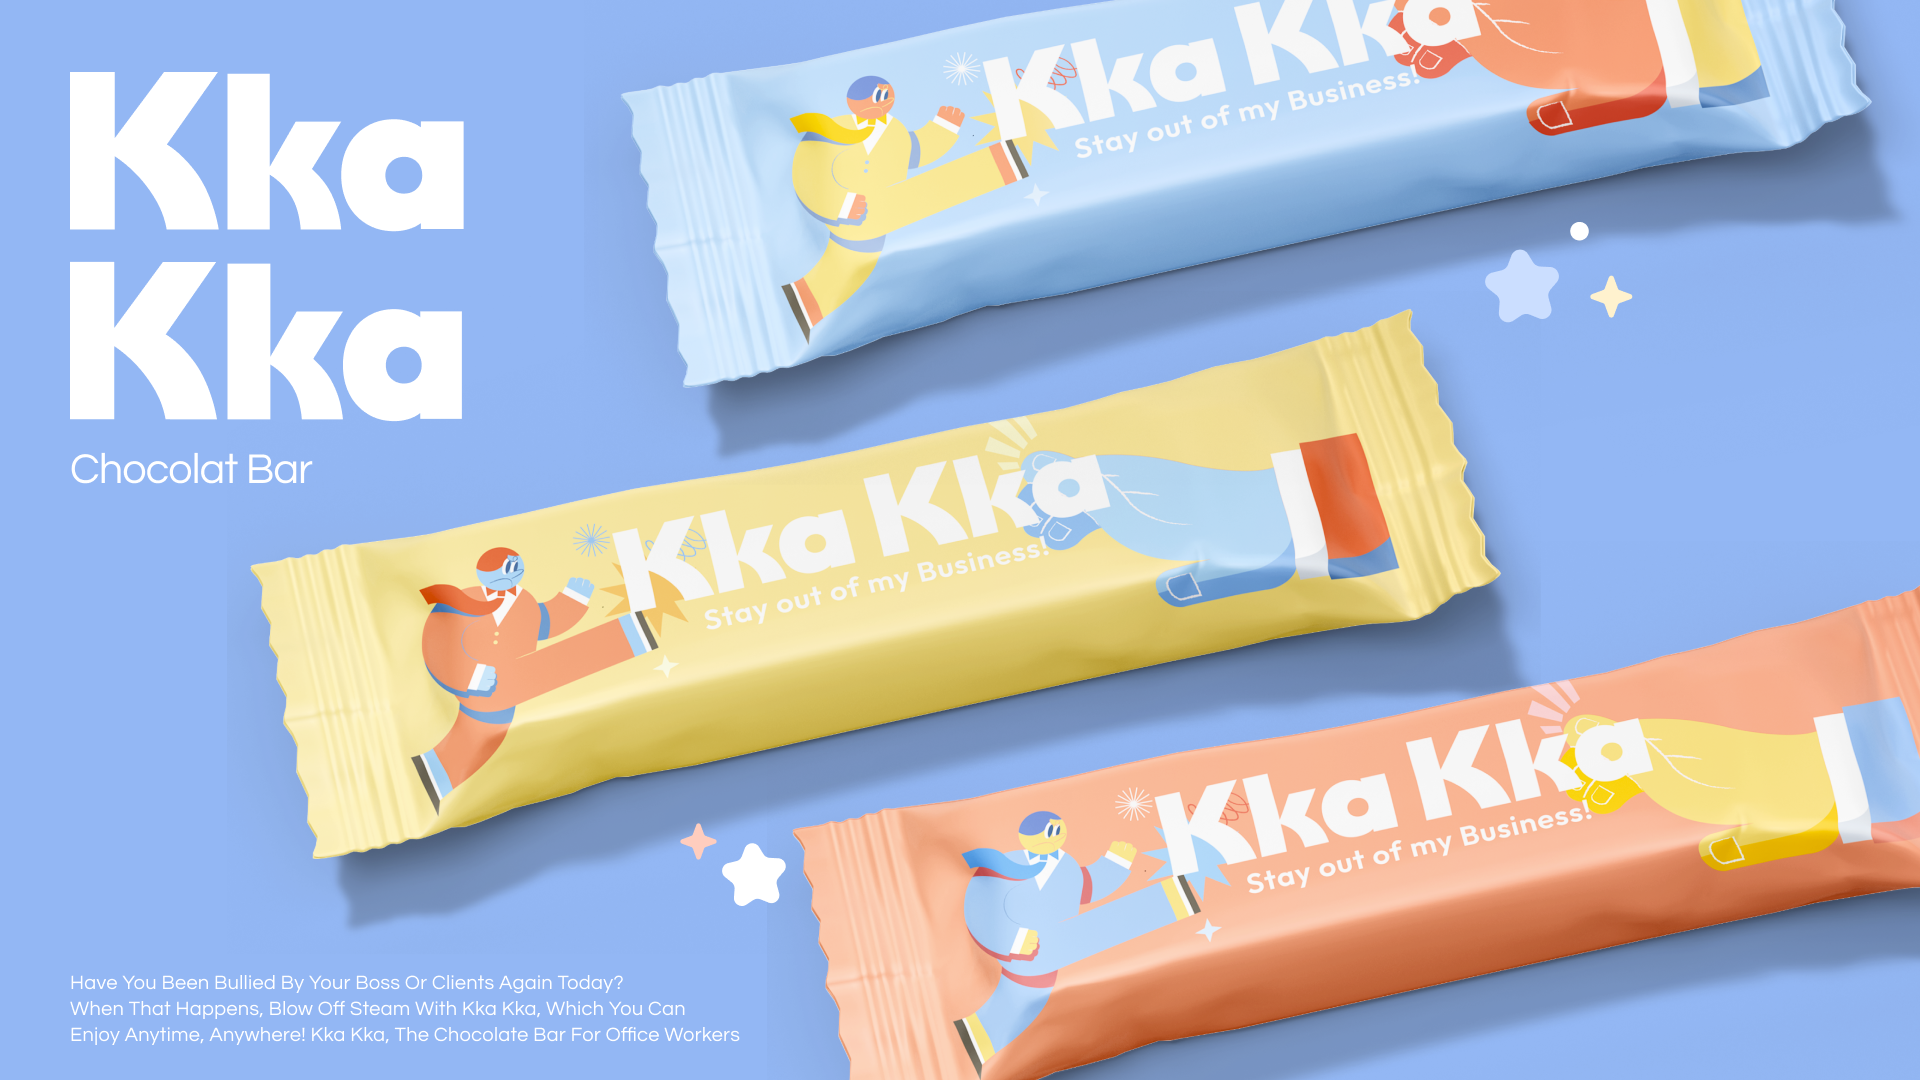 Kka
Kka
Chocolat Bar
Kka Kka
Stay out of my Business!
Kka Kka
Stay out of my Business!
Kka Kka
Stay out of my Business!
Have You Been Bullied By Your Boss Or Clients Again Today?
When That Happens, Blow Off Steam With Kka Kka, Which You Can
Enjoy Anytime, Anywhere! Kka Kka, The Chocolate Bar For Office Workers